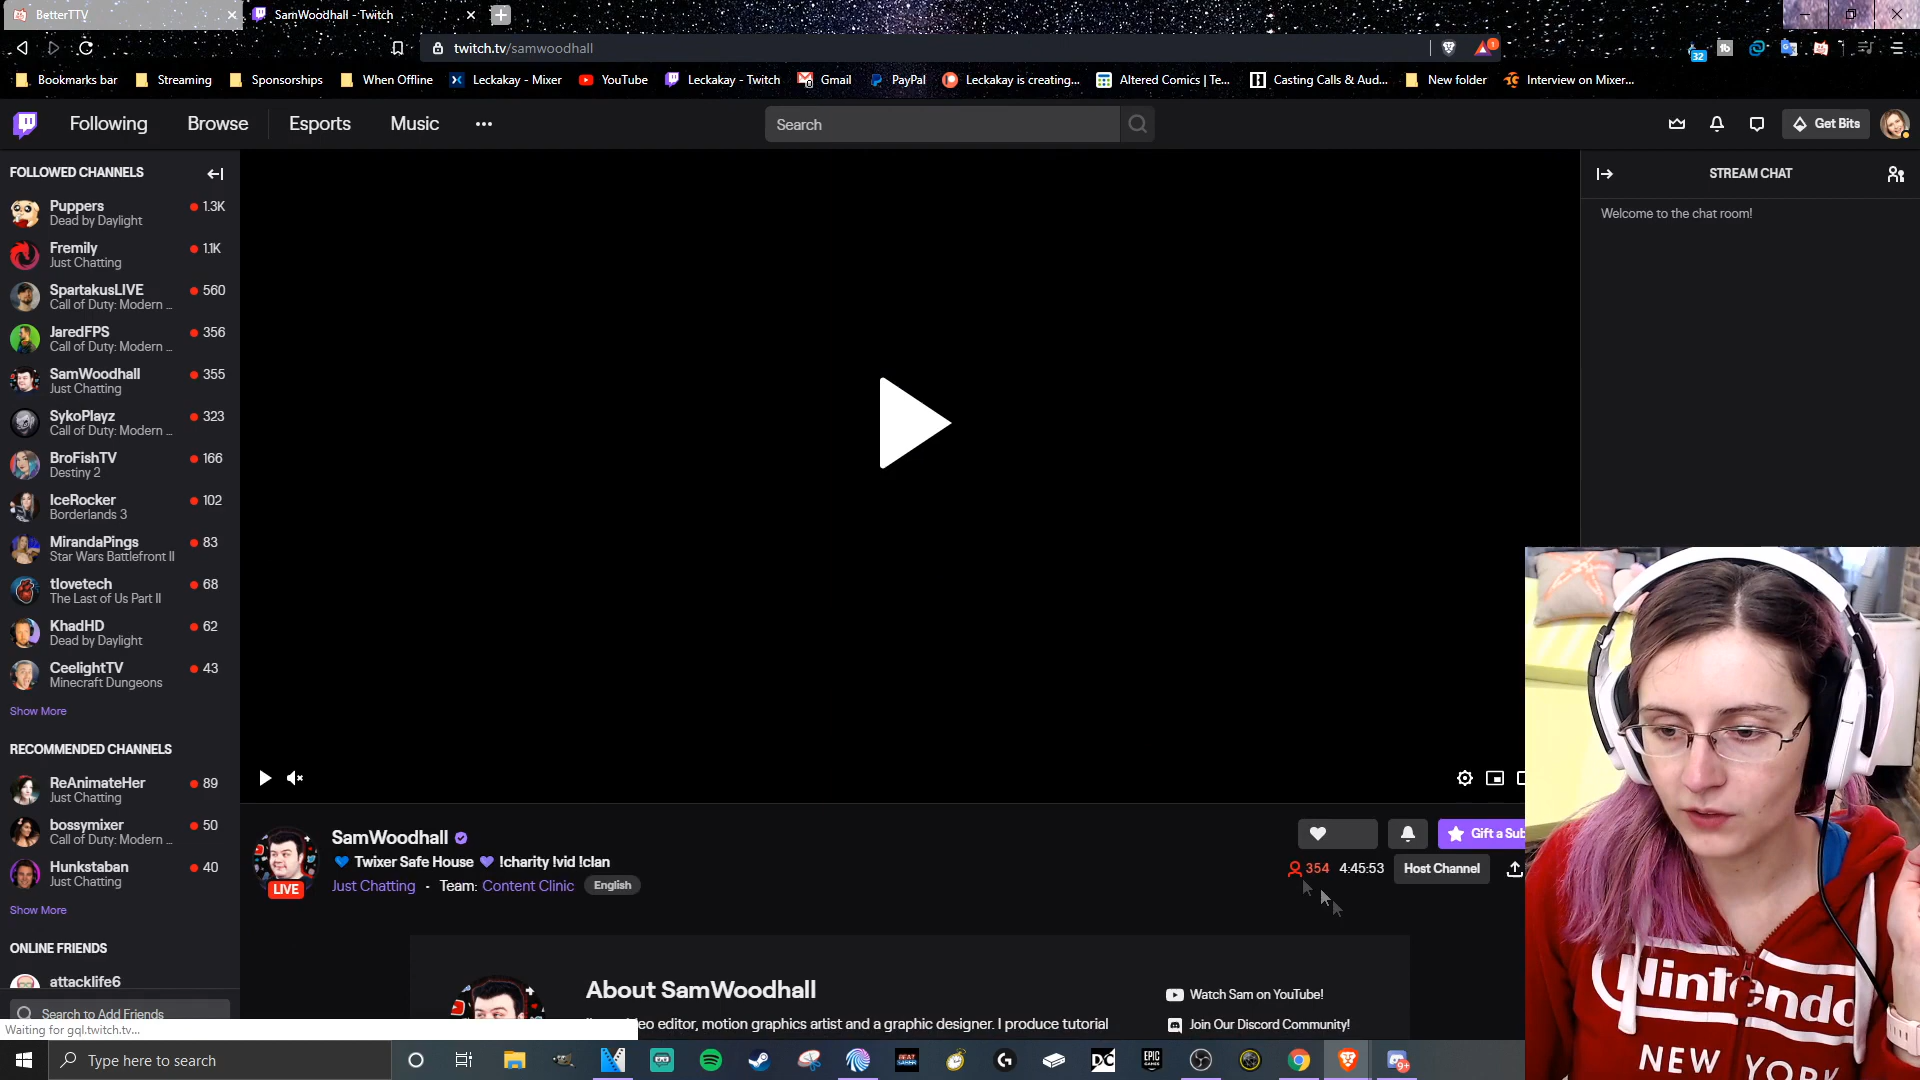 BetterTTV
SamWoodhall - Twitch
twitch.tv/samwoodhall
1
32
Bookmarks bar
Streaming
Sponsorships
When Offline
Leckakay - Mixer
YouTube
Leckakay - Twitch
Gmail
PayPal
Leckakay is creating...
Altered Comics | Te...
Casting Calls & Aud...
New folder
Interview on Mixer...
Following
Browse
Esports
Music
Search
Get Bits
FOLLOWED CHANNELS
Puppers
1.3K
Dead by Daylight
Fremily
1.1K
Just Chatting
SpartakusLIVE
560
Call of Duty: Modern ...
JaredFPS
356
Call of Duty: Modern ...
SamWoodhall
355
Just Chatting
SykoPlayz
323
Call of Duty: Modern ...
BroFishTV
166
Destiny 2
IceRocker
102
Borderlands 3
MirandaPings
83
Star Wars Battlefront II
tlovetech
68
The Last of Us Part II
KhadHD
62
Dead by Daylight
CeelightTV
43
Minecraft Dungeons
Show More
RECOMMENDED CHANNELS
ReAnimateHer
89
Just Chatting
bossymixer
50
Call of Duty: Modern ...
Hunkstaban
40
Just Chatting
Show More
ONLINE FRIENDS
attacklife6
Search to Add Friends
Waiting for gql.twitch.tv...
STREAM CHAT
Welcome to the chat room!
SamWoodhall
LIVE
Twixer Safe House
!charity !vid !clan
Just Chatting · Team: Content Clinic
English
Gift a Sub
354
4:45:53
Host Channel
About SamWoodhall
editor, motion graphics artist and a graphic designer. I produce tutorial
Watch Sam on YouTube!
Join Our Discord Community!
Type here to search
BEAT SABER
DC
EPIC GAMES
9+
Nintendo
NEW YORK